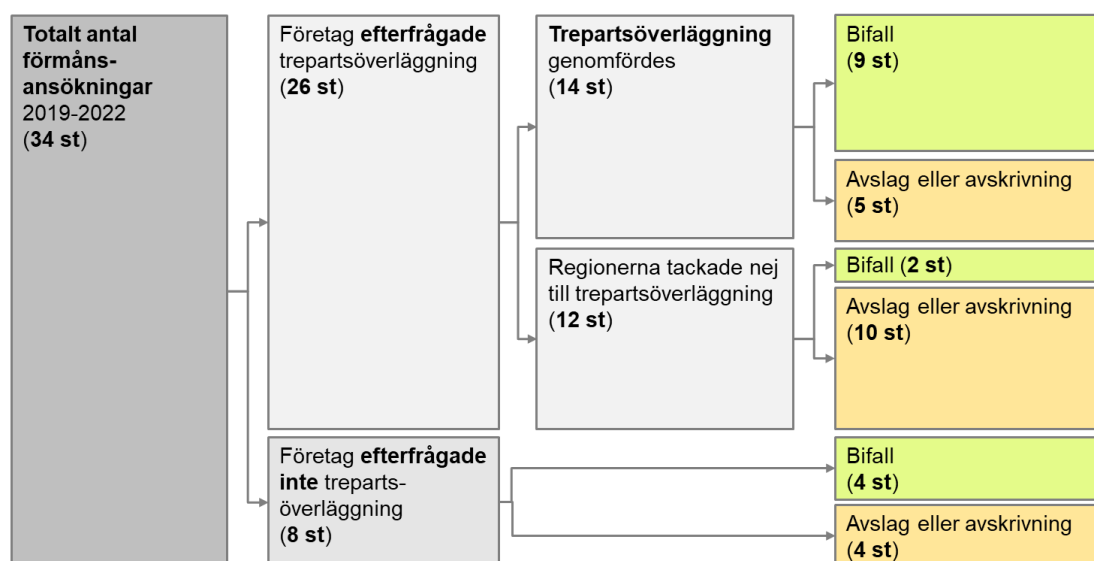 Totalt antal
förmåns-
ansökningar
2019-2022
(34 st)
Företag efterfrågade
trepartsöverläggning
(26 st)
Trepartsöverläggning
genomfördes
(14 st)
Bifall
(9 st)
Avslag eller avskrivning
(5 st)
Regionerna tackade nej
till trepartsöverläggning
(12 st)
Bifall (2 st)
Avslag eller avskrivning
(10 st)
Företag efterfrågade
inte treparts-
överläggning
(8 st)
Bifall
(4 st)
Avslag eller avskrivning
(4 st)